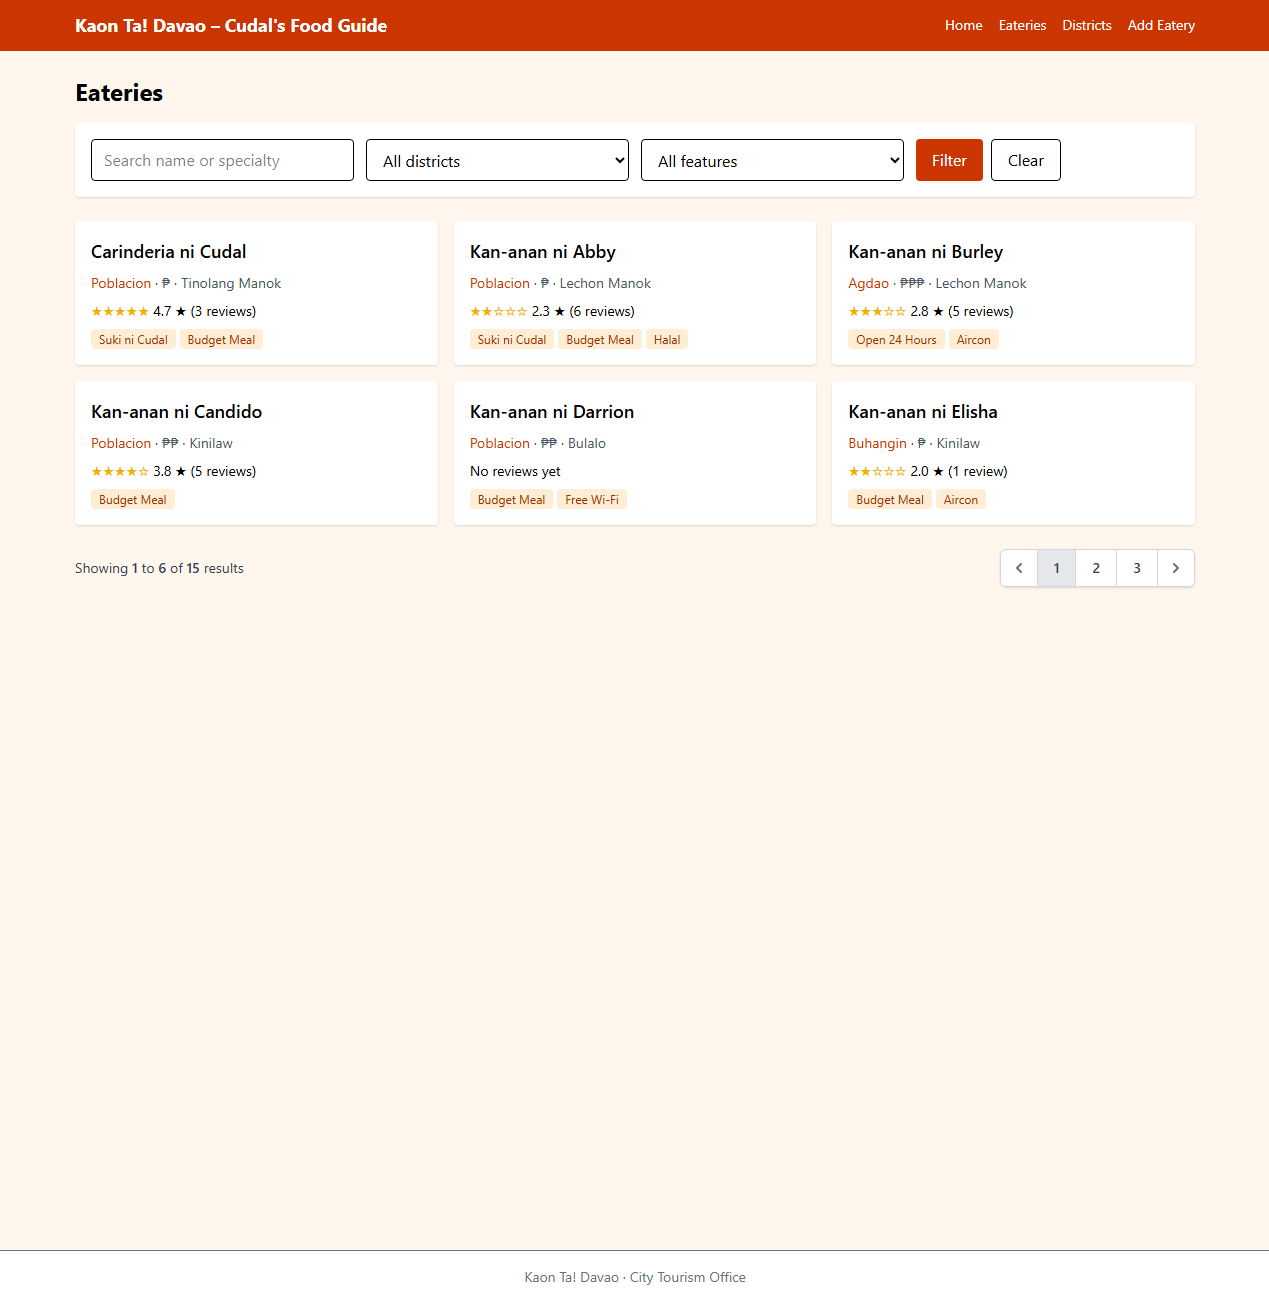 Kaon Ta! Davao – Cudal's Food Guide
Home Eateries Districts Add Eatery
Eateries
Search name or specialty All districts All features Filter Clear
Carinderia ni Cudal
Poblacion · ₱ · Tinolang Manok
★★★★★ 4.7 ★ (3 reviews)
Suki ni Cudal Budget Meal
Kan-anan ni Abby
Poblacion · ₱ · Lechon Manok
★★☆☆☆ 2.3 ★ (6 reviews)
Suki ni Cudal Budget Meal Halal
Kan-anan ni Burley
Agdao · ₱₱₱ · Lechon Manok
★★★☆☆ 2.8 ★ (5 reviews)
Open 24 Hours Aircon
Kan-anan ni Candido
Poblacion · ₱₱ · Kinilaw
★★★★☆ 3.8 ★ (5 reviews)
Budget Meal
Kan-anan ni Darrion
Poblacion · ₱₱ · Bulalo
No reviews yet
Budget Meal Free Wi-Fi
Kan-anan ni Elisha
Buhangin · ₱ · Kinilaw
★★☆☆☆ 2.0 ★ (1 review)
Budget Meal Aircon
Showing 1 to 6 of 15 results
1 2 3
Kaon Ta! Davao · City Tourism Office